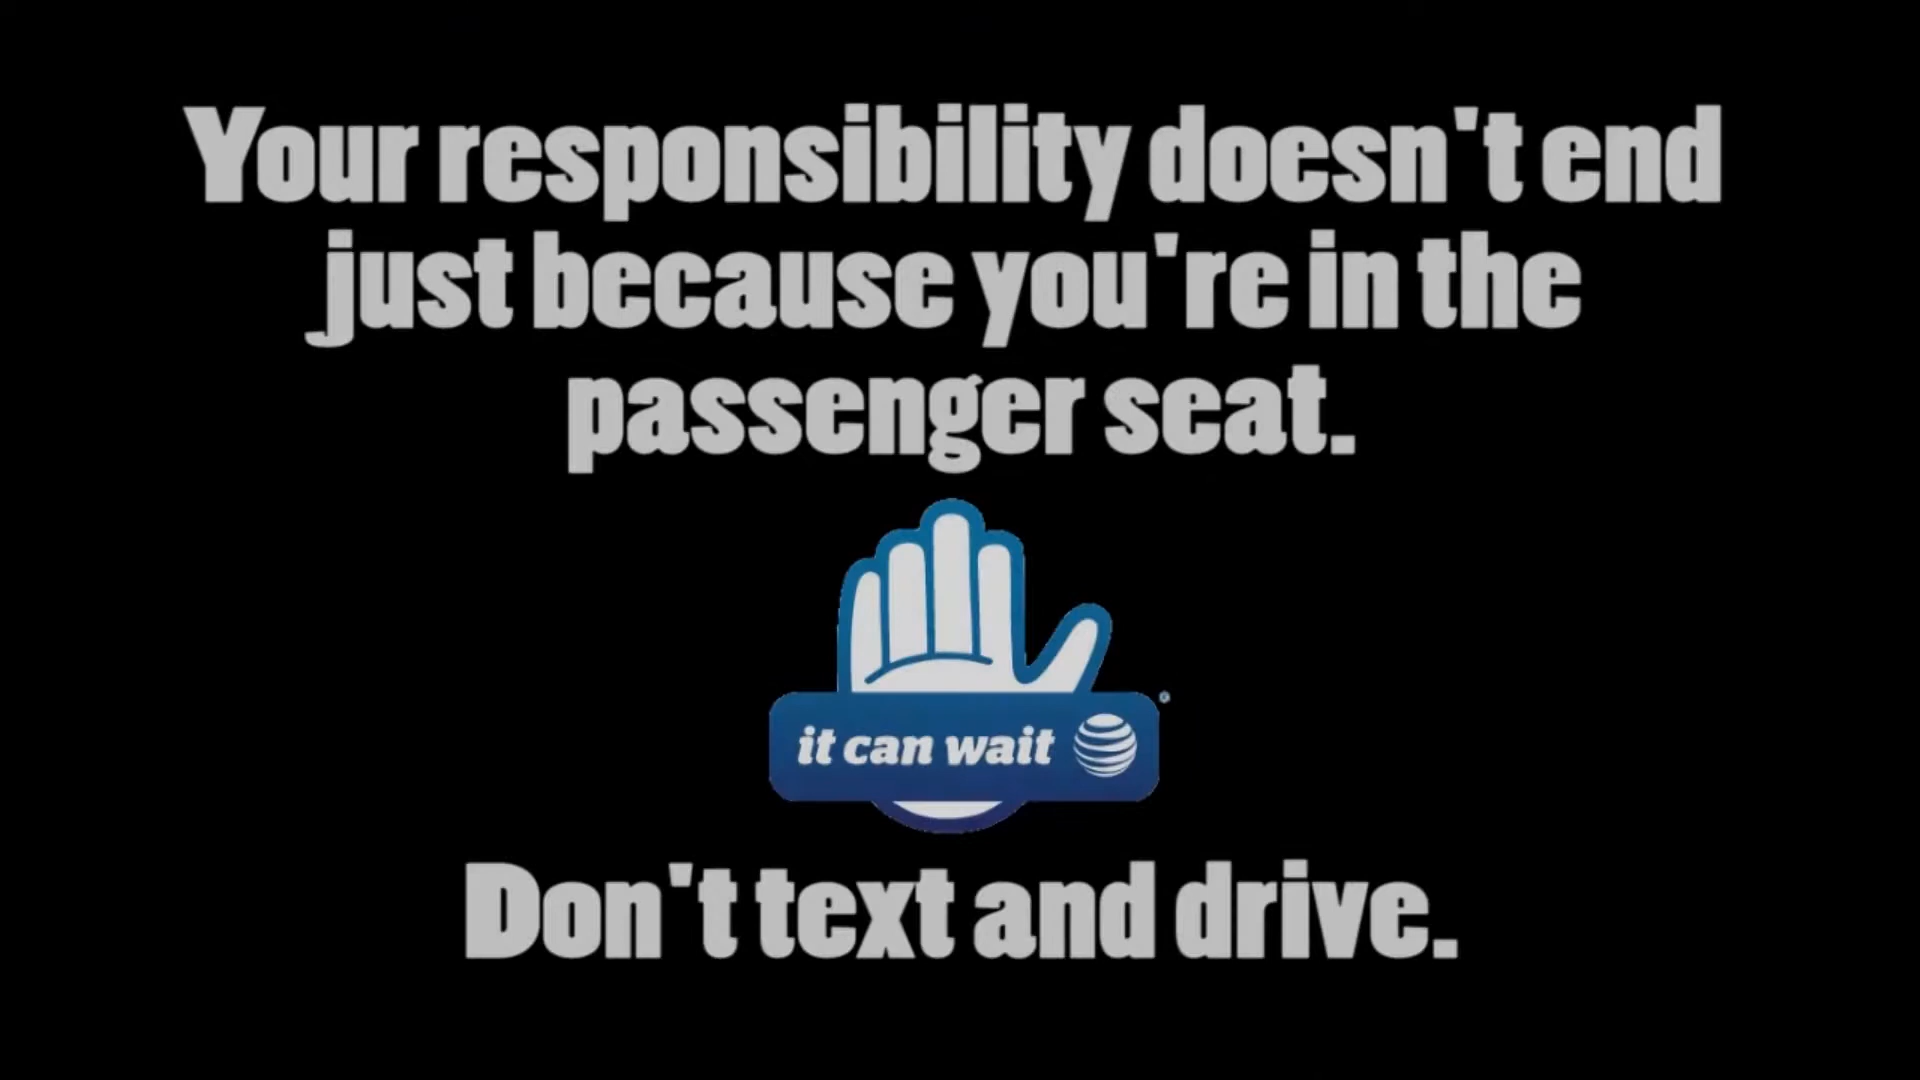 Your responsibility doesn't end
just because you're in the
passenger seat.
it can wait
Don't text and drive.